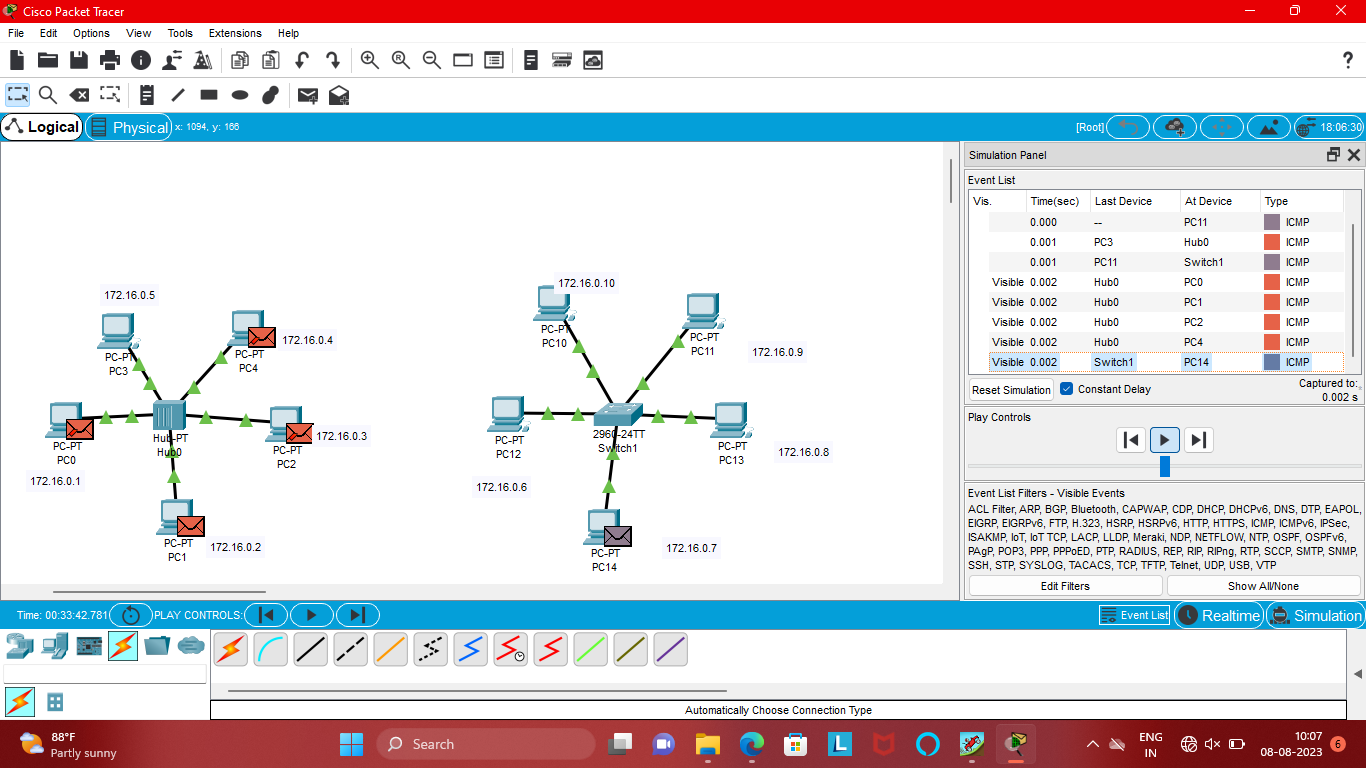 Cisco Packet Tracer
File Edit Options View Tools Extensions Help
Logical Physical x: 1094, y: 166 [Root] 18:06:30
172.16.0.5
PC-PT
PC3
172.16.0.4
PC-PT
PC4
PC-PT
PC0
172.16.0.1
Hub-PT
Hub0
172.16.0.3
PC-PT
PC2
PC-PT
PC1
172.16.0.2
172.16.0.10
PC-PT
PC10
PC-PT
PC11
172.16.0.9
PC-PT
PC12
172.16.0.6
2960-24TT
Switch1
PC-PT
PC13
172.16.0.8
PC-PT
PC14
172.16.0.7
Simulation Panel
Event List
Vis. Time(sec) Last Device At Device Type
0.000 -- PC11 ICMP
0.001 PC3 Hub0 ICMP
0.001 PC11 Switch1 ICMP
Visible 0.002 Hub0 PC0 ICMP
Visible 0.002 Hub0 PC1 ICMP
Visible 0.002 Hub0 PC2 ICMP
Visible 0.002 Hub0 PC4 ICMP
Visible 0.002 Switch1 PC14 ICMP
Reset Simulation Constant Delay Captured to:
0.002 s
Play Controls
Event List Filters - Visible Events
ACL Filter, ARP, BGP, Bluetooth, CAPWAP, CDP, DHCP, DHCPv6, DNS, DTP, EAPOL,
EIGRP, EIGRPv6, FTP, H.323, HSRP, HSRPv6, HTTP, HTTPS, ICMP, ICMPv6, IPSec,
ISAKMP, IoT, IoT TCP, LACP, LLDP, Meraki, NDP, NETFLOW, NTP, OSPF, OSPFv6,
PAgP, POP3, PPP, PPPoED, PTP, RADIUS, REP, RIP, RIPng, RTP, SCCP, SMTP, SNMP,
SSH, STP, SYSLOG, TACACS, TCP, TFTP, Telnet, UDP, USB, VTP
Edit Filters Show All/None
Time: 00:33:42.781 PLAY CONTROLS: Event List Realtime Simulation
Automatically Choose Connection Type
88°F
Partly sunny
Search
ENG
IN
10:07
08-08-2023
6